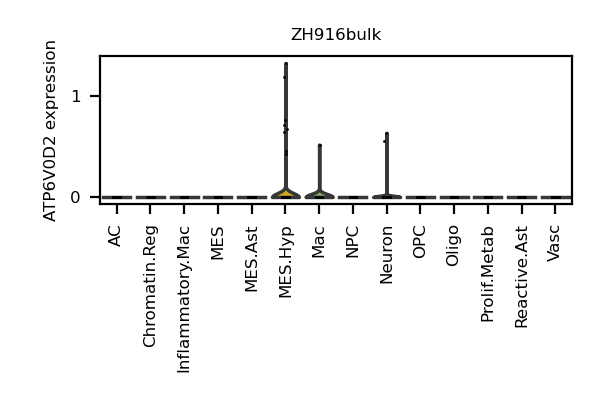 ZH916bulk
ATP6V0D2 expression
1
0
AC
Chromatin.Reg
Inflammatory.Mac
MES
MES.Ast
MES.Hyp
Mac
NPC
Neuron
OPC
Oligo
Prolif.Metab
Reactive.Ast
Vasc